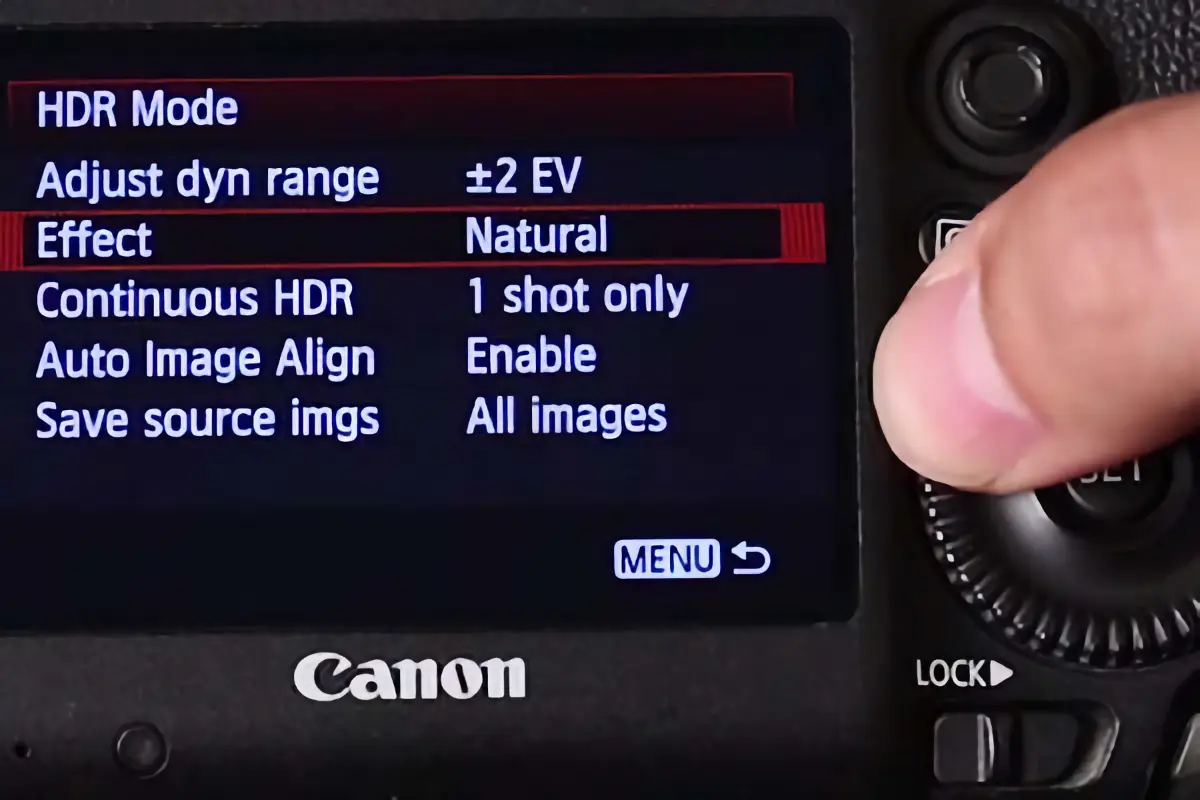 HDR Mode
Adjust dyn range ±2 EV
Effect Natural
Continuous HDR 1 shot only
Auto Image Align Enable
Save source imgs All images
MENU
Canon
SET
LOCK